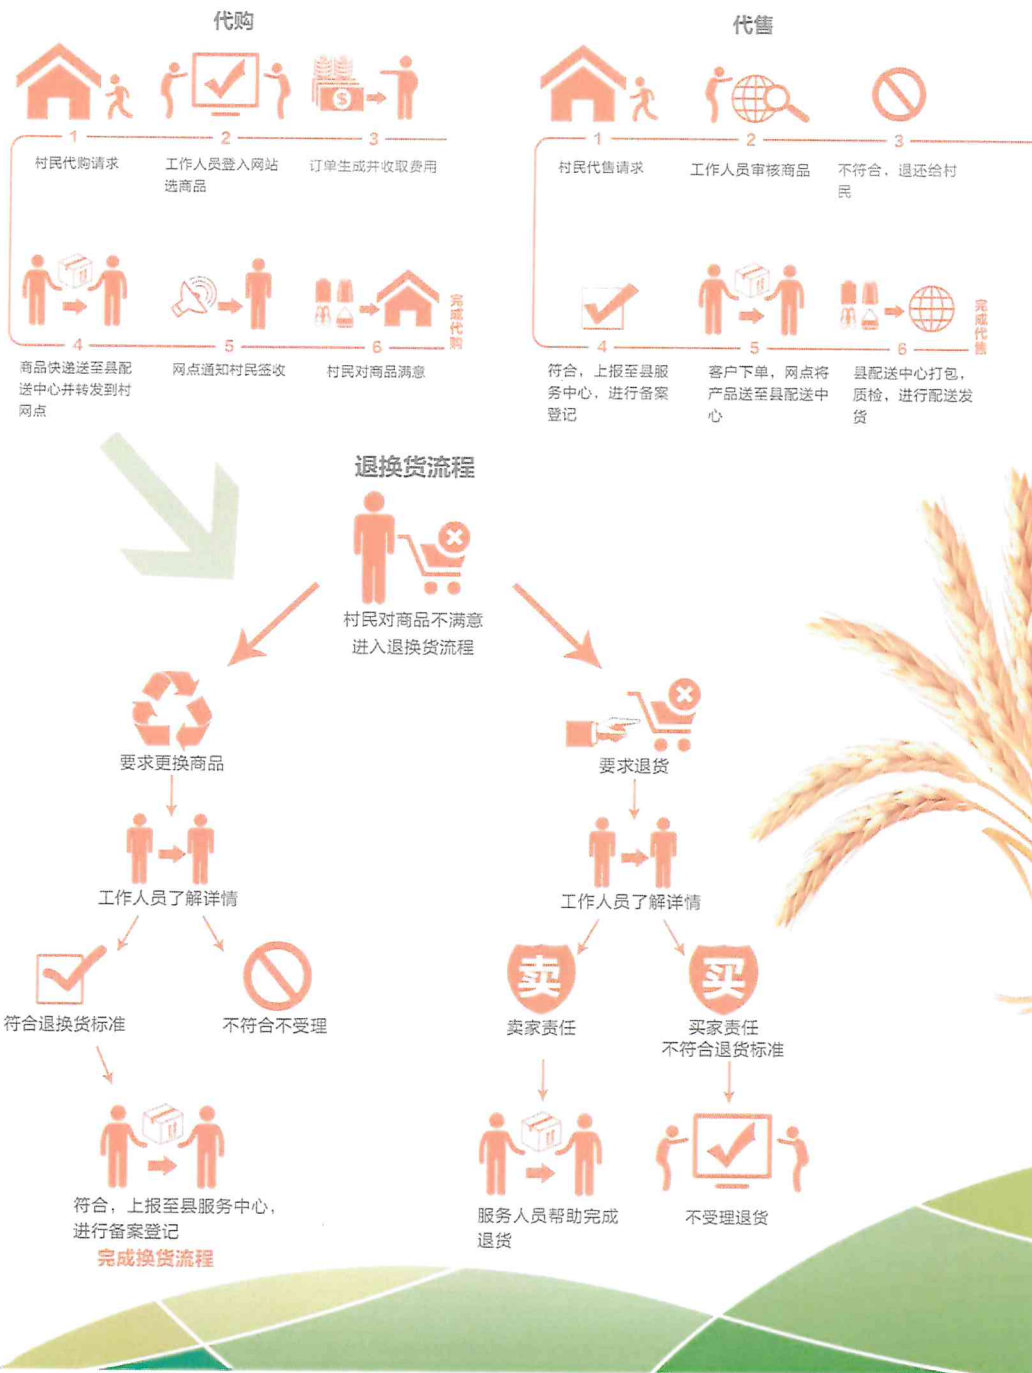 代购
1
村民代购请求
2
工作人员登入网站
选商品
3
订单生成并收取费用
4
商品快递送至县配
送中心并转发到村
网点
5
网点通知村民签收
6
村民对商品满意
完成代购
代售
1
村民代售请求
2
工作人员审核商品
3
不符合，退还给村
民
4
符合，上报至县服
务中心，进行备案
登记
5
客户下单，网点将
产品送至县配送中
心
6
县配送中心打包，
质检，进行配送发
货
完成代售
退换货流程
村民对商品不满意
进入退换货流程
要求更换商品
工作人员了解详情
符合退换货标准
不符合不受理
符合，上报至县服务中心，
进行备案登记
完成换货流程
要求退货
工作人员了解详情
卖
卖家责任
买
买家责任
不符合退货标准
服务人员帮助完成
退货
不受理退货